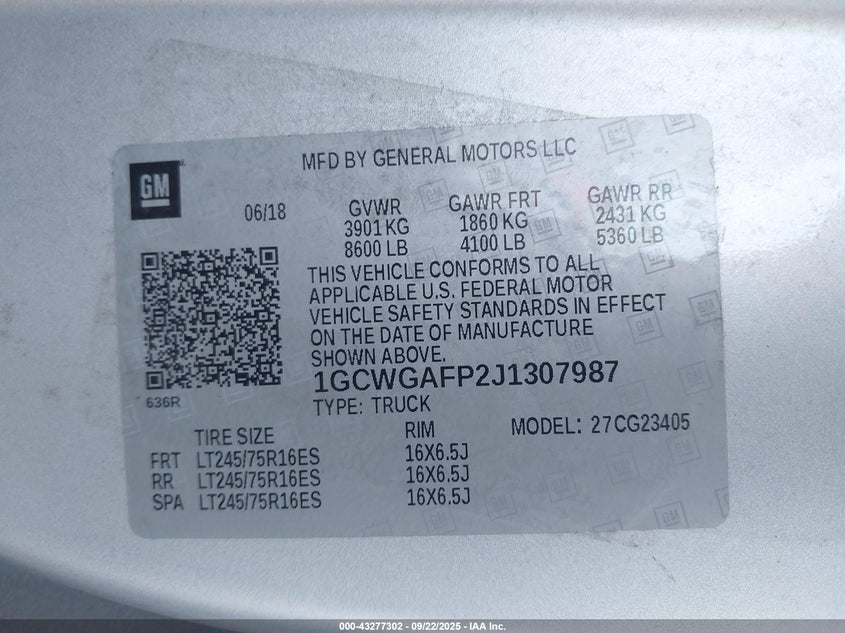 MFD BY GENERAL MOTORS LLC
GM
06/18
GVWR GAWR FRT GAWR RR
3901 KG 1860 KG 2431 KG
8600 LB 4100 LB 5360 LB
THIS VEHICLE CONFORMS TO ALL
APPLICABLE U.S. FEDERAL MOTOR
VEHICLE SAFETY STANDARDS IN EFFECT
ON THE DATE OF MANUFACTURE
SHOWN ABOVE.
1GCWGAFP2J1307987
636R
TYPE: TRUCK
MODEL: 27CG23405
TIRE SIZE RIM
FRT LT245/75R16ES 16X6.5J
RR LT245/75R16ES 16X6.5J
SPA LT245/75R16ES 16X6.5J
000-43277302 - 09/22/2025 - IAA Inc.